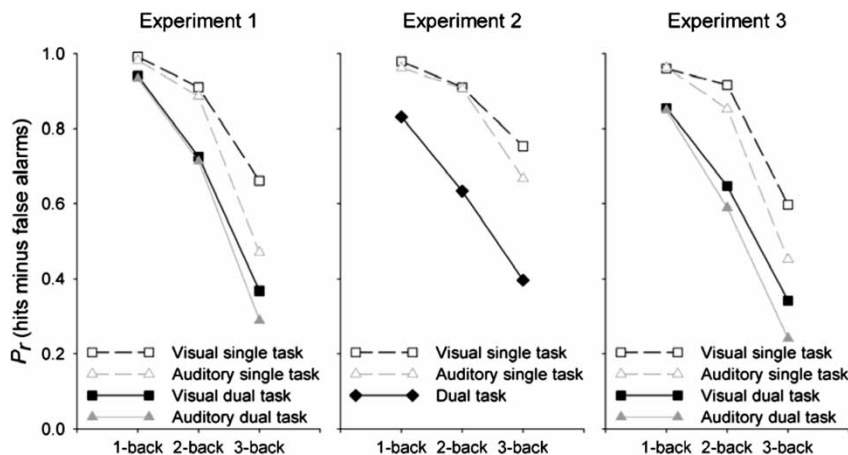 Experiment 1
Experiment 2
Experiment 3
Pr (hits minus false alarms)
1.0
0.8
0.6
0.4
0.2
0.0
Visual single task
Auditory single task
Visual dual task
Auditory dual task
Visual single task
Auditory single task
Dual task
Visual single task
Auditory single task
Visual dual task
Auditory dual task
1-back 2-back 3-back
1-back 2-back 3-back
1-back 2-back 3-back